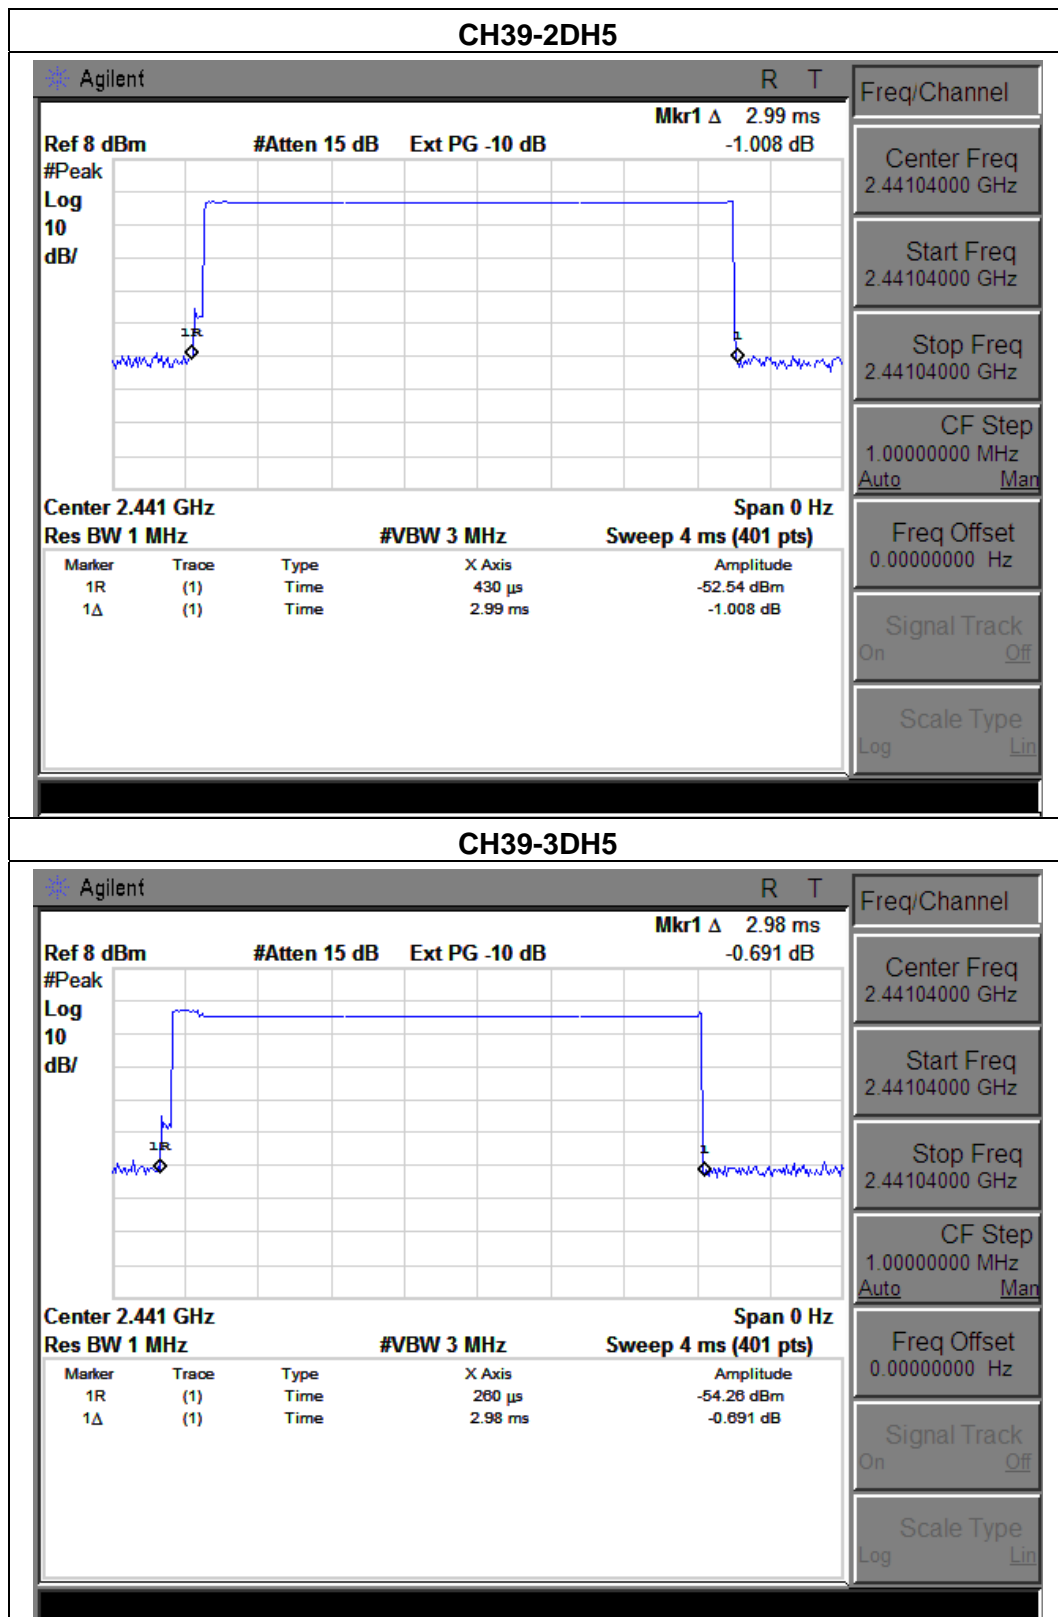 CH39-2DH5
Agilent R T
Freq/Channel
Mkr1 Δ 2.99 ms
Ref 8 dBm #Atten 15 dB Ext PG -10 dB -1.008 dB
#Peak
Log
10
dB/
1R
1
Center 2.441 GHz Span 0 Hz
Res BW 1 MHz #VBW 3 MHz Sweep 4 ms (401 pts)
Marker Trace Type X Axis Amplitude
1R (1) Time 430 µs -52.54 dBm
1Δ (1) Time 2.99 ms -1.008 dB
Center Freq
2.44104000 GHz
Start Freq
2.44104000 GHz
Stop Freq
2.44104000 GHz
CF Step
1.00000000 MHz
Auto Man
Freq Offset
0.00000000 Hz
Signal Track
On Off
Scale Type
Log Lin
CH39-3DH5
Agilent R T
Freq/Channel
Mkr1 Δ 2.98 ms
Ref 8 dBm #Atten 15 dB Ext PG -10 dB -0.691 dB
#Peak
Log
10
dB/
1R
1
Center 2.441 GHz Span 0 Hz
Res BW 1 MHz #VBW 3 MHz Sweep 4 ms (401 pts)
Marker Trace Type X Axis Amplitude
1R (1) Time 260 µs -54.26 dBm
1Δ (1) Time 2.98 ms -0.691 dB
Center Freq
2.44104000 GHz
Start Freq
2.44104000 GHz
Stop Freq
2.44104000 GHz
CF Step
1.00000000 MHz
Auto Man
Freq Offset
0.00000000 Hz
Signal Track
On Off
Scale Type
Log Lin